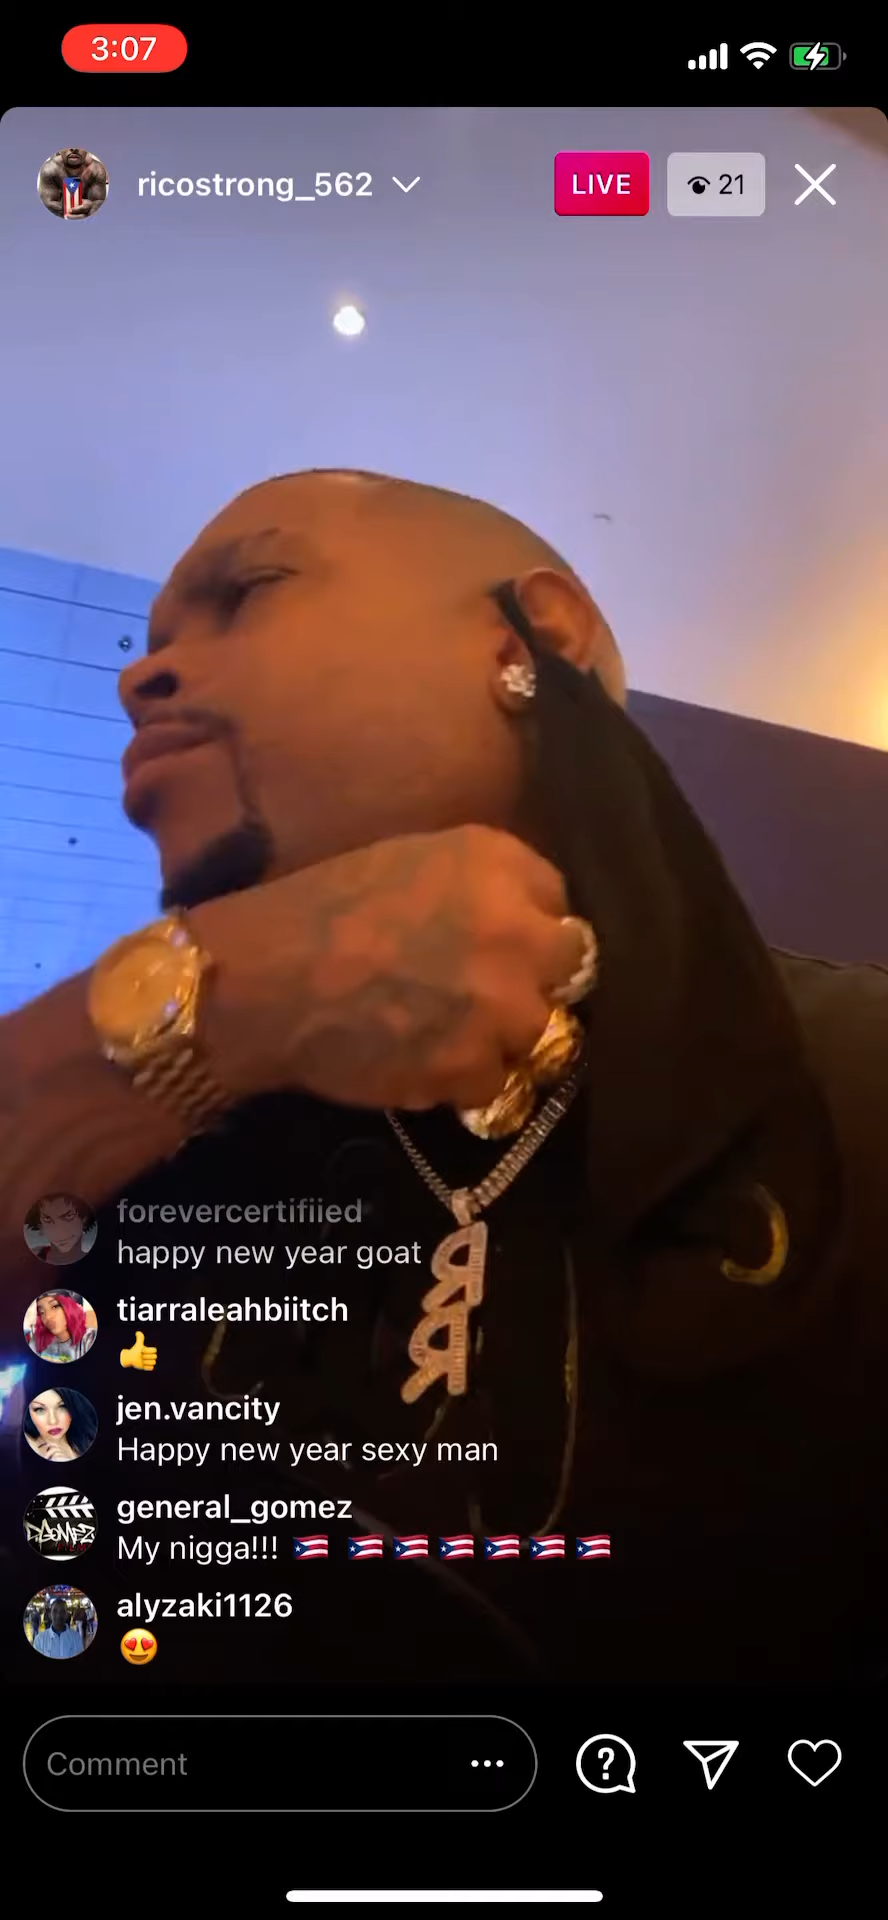 3:07
ricostrong_562
LIVE
21
forevercertifiied
happy new year goat
tiarraleahbiitch
👍
jen.vancity
Happy new year sexy man
general_gomez
My nigga!!! 🇵🇷 🇵🇷🇵🇷🇵🇷🇵🇷🇵🇷🇵🇷
alyzaki1126
😍
Comment